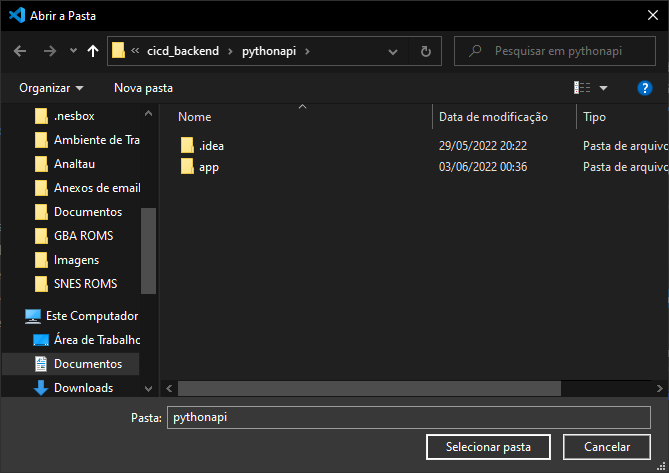 Abrir a Pasta
« cicd_backend › pythonapi ›
Pesquisar em pythonapi
Organizar
Nova pasta
?
.nesbox
Ambiente de Tra
Analtau
Anexos de email
Documentos
GBA ROMS
Imagens
SNES ROMS
Este Computador
Área de Trabalho
Documentos
Downloads
Nome Data de modificação Tipo
.idea 29/05/2022 20:22 Pasta de arquivo
app 03/06/2022 00:36 Pasta de arquivo
Pasta: pythonapi
Selecionar pasta Cancelar